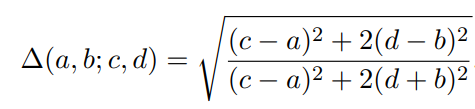 Δ(a, b; c, d) = √((c − a)² + 2(d − b)² / (c − a)² + 2(d + b)²)